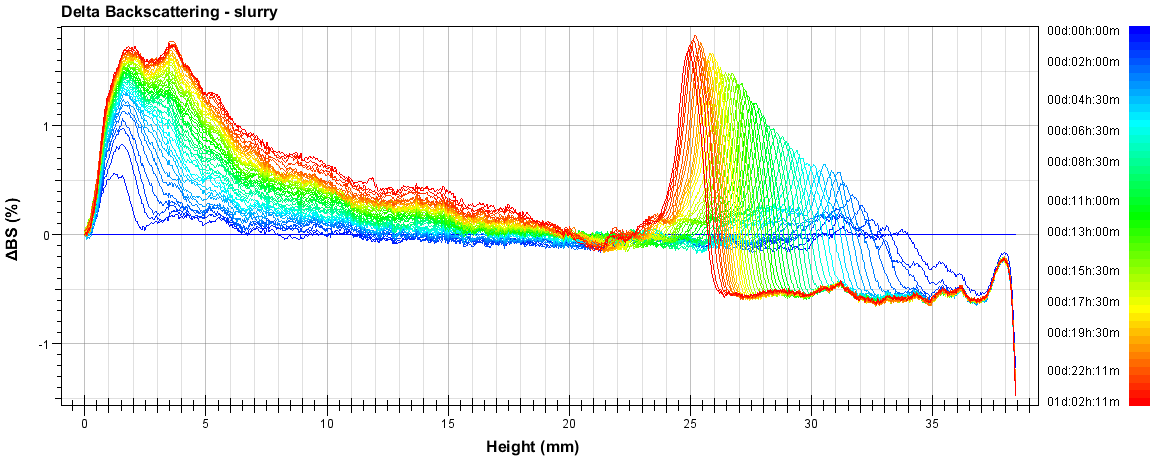 Delta Backscattering - slurry
ΔBS (%)
1
0
-1
0 5 10 15 20 25 30 35
Height (mm)
00d:00h:00m
00d:02h:00m
00d:04h:30m
00d:06h:30m
00d:08h:30m
00d:11h:00m
00d:13h:00m
00d:15h:30m
00d:17h:30m
00d:19h:30m
00d:22h:11m
01d:02h:11m